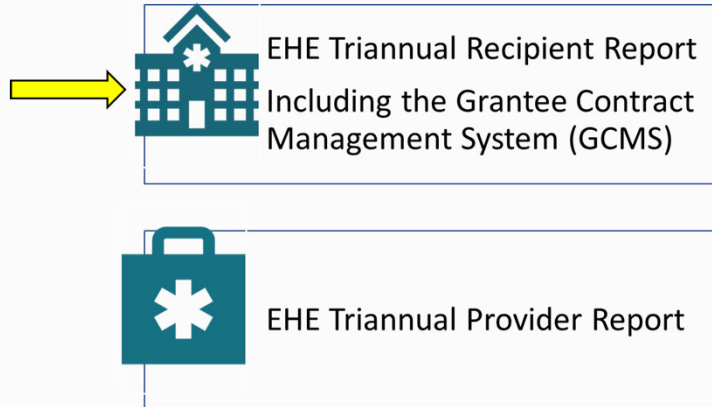 EHE Triannual Recipient Report
Including the Grantee Contract
Management System (GCMS)
EHE Triannual Provider Report